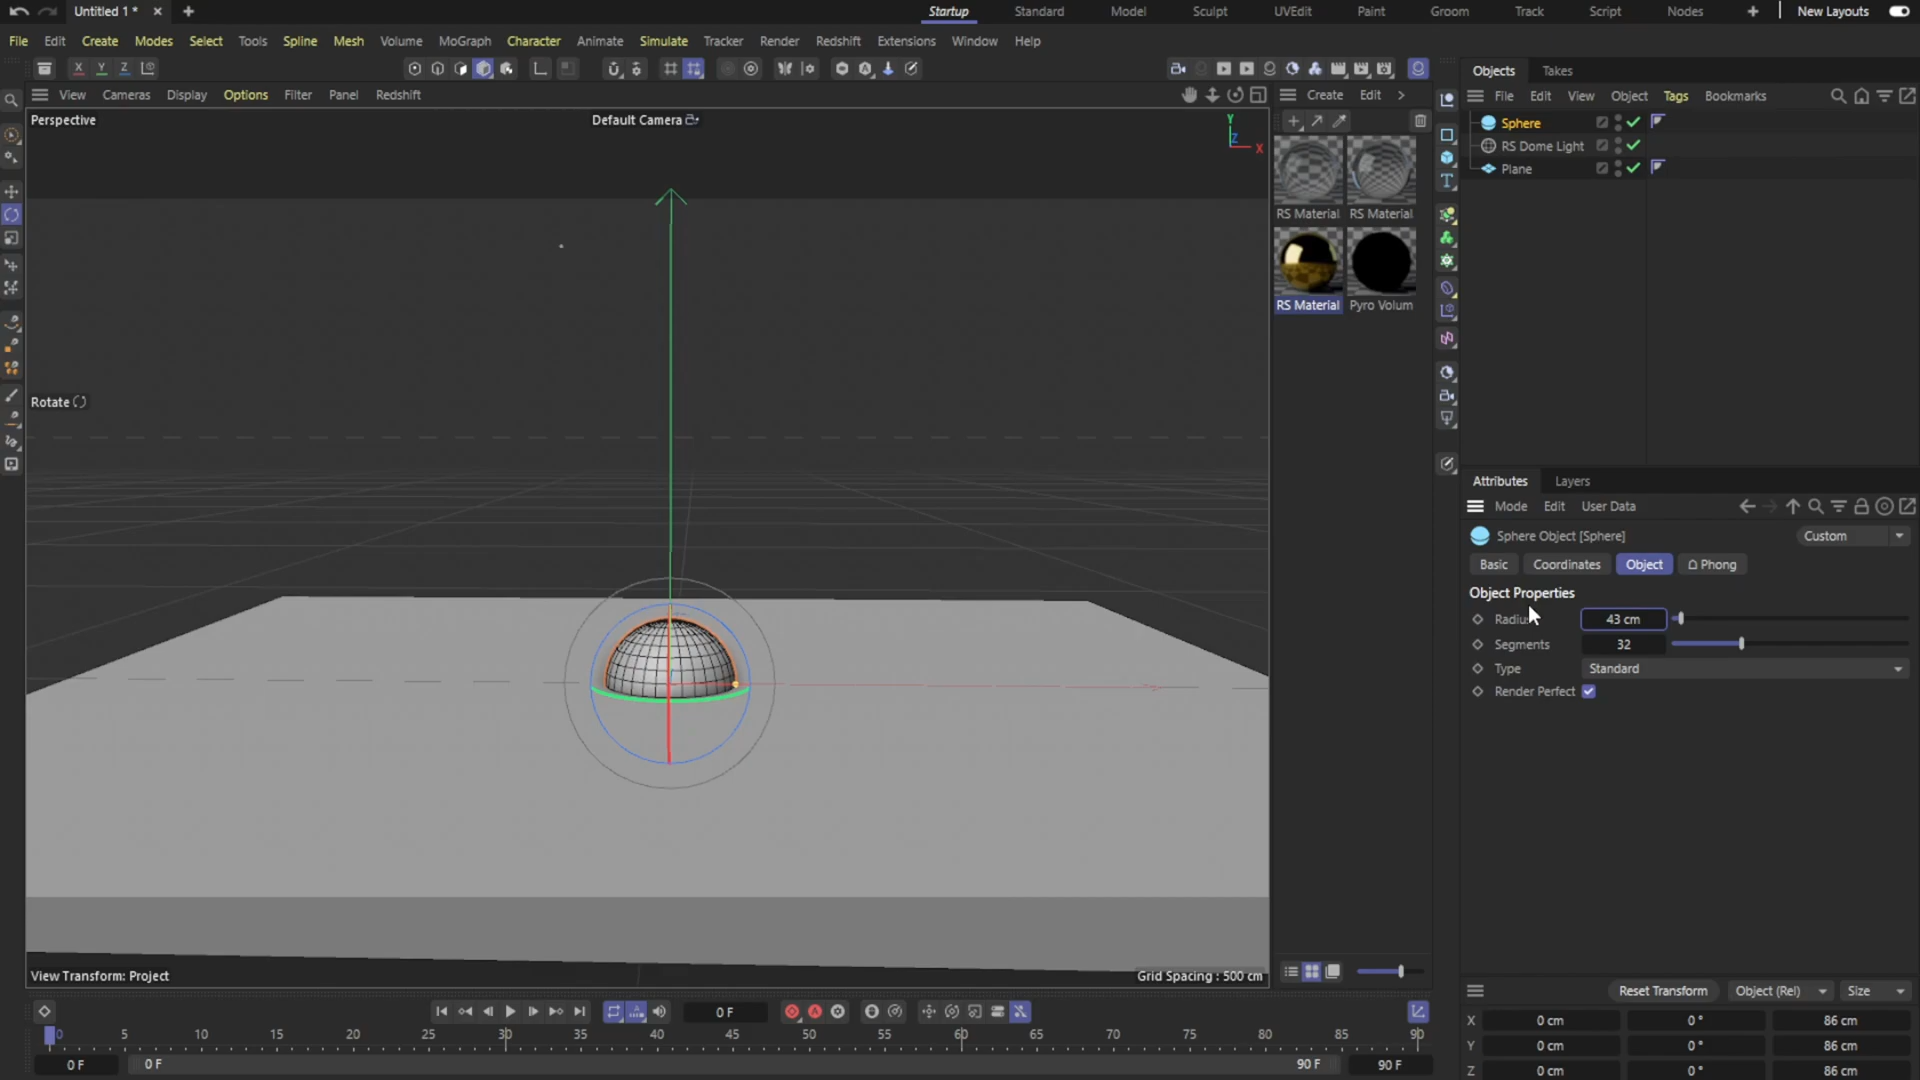 Untitled 1 *
Startup
Standard
Model
Sculpt
UVEdit
Paint
Groom
Track
Script
Nodes
New Layouts
File Edit Create Modes Select Tools Spline Mesh Volume MoGraph Character Animate Simulate Tracker Render Redshift Extensions Window Help
X Y Z
Objects Takes
View Cameras Display Options Filter Panel Redshift
Create Edit
File Edit View Object Tags Bookmarks
Perspective
Default Camera
Y
Z
X
Sphere
RS Dome Light
Plane
RS Material RS Material
RS Material Pyro Volum
Rotate
Attributes Layers
Mode Edit User Data
Sphere Object [Sphere]
Custom
Basic Coordinates Object Phong
Object Properties
43 cm
Segments 32
Type Standard
Render Perfect
View Transform: Project
Grid Spacing : 500 cm
0 F
Reset Transform Object (Rel) Size
0 5 10 15 20 25 30 35 40 45 50 55 60 65 70 75 80 85 90
X 0 cm 0 ° 86 cm
Y 0 cm 0 ° 86 cm
Z 0 cm 0 ° 86 cm
0 F 0 F 90 F 90 F